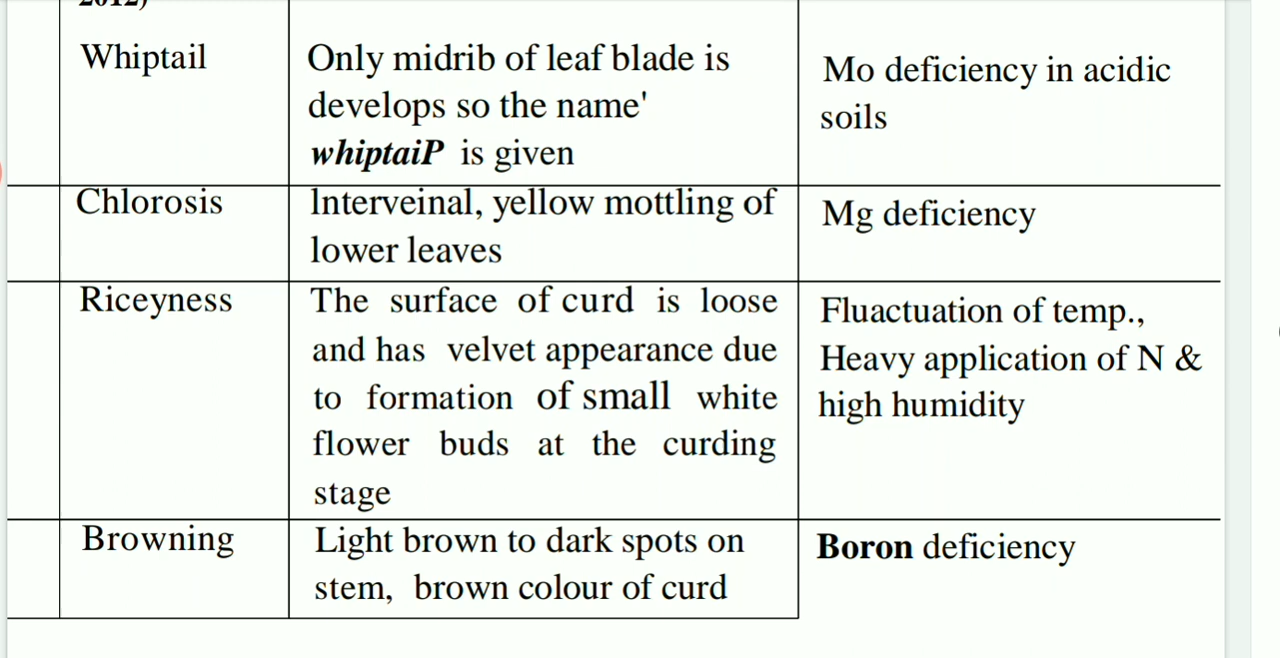 2012)
Whiptail
Only midrib of leaf blade is
develops so the name'
whiptaiP is given
Mo deficiency in acidic
soils
Chlorosis
lnterveinal, yellow mottling of
lower leaves
Mg deficiency
Riceyness
The surface of curd is loose
and has velvet appearance due
to formation of small white
flower buds at the curding
stage
Fluactuation of temp.,
Heavy application of N &
high humidity
Browning
Light brown to dark spots on
stem, brown colour of curd
Boron deficiency